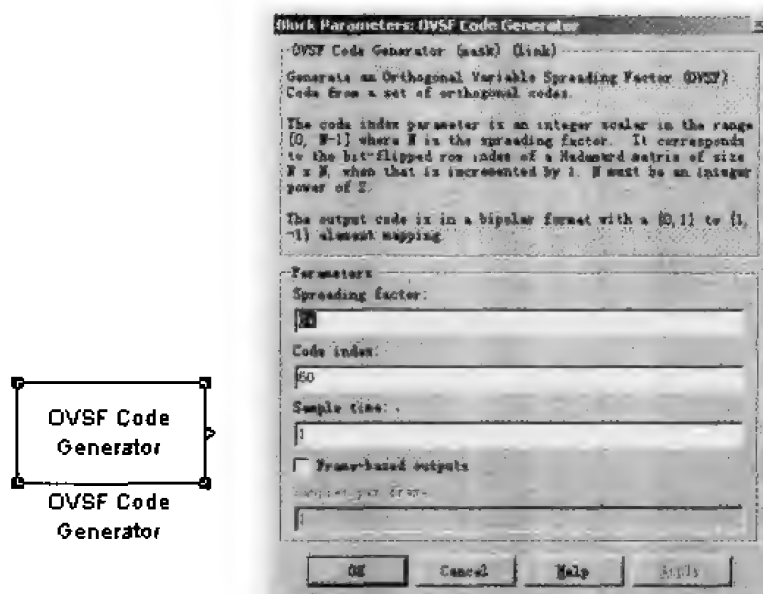 OVSF Code
Generator
OVSF Code
Generator
Block Parameters: OVSF Code Generator
OVSF Code Generator (mask) (link)
Generate an Orthogonal Variable Spreading Factor (OVSF)
Code from a set of orthogonal codes.
The code index parameter is an integer scalar in the range
[0, N-1] where N is the spreading factor. It corresponds
to the bit-flipped row index of a Hadamard matrix of size
N x N, when that is incremented by 1. N must be an integer
power of 2.
The output code is in a bipolar format with a {0,1} to {1,
-1} element mapping.
Parameters
Spreading factor:
Code index:
60
Sample time:
1
Frame-based outputs
Samples per frame:
1
OK
Cancel
Help
Apply